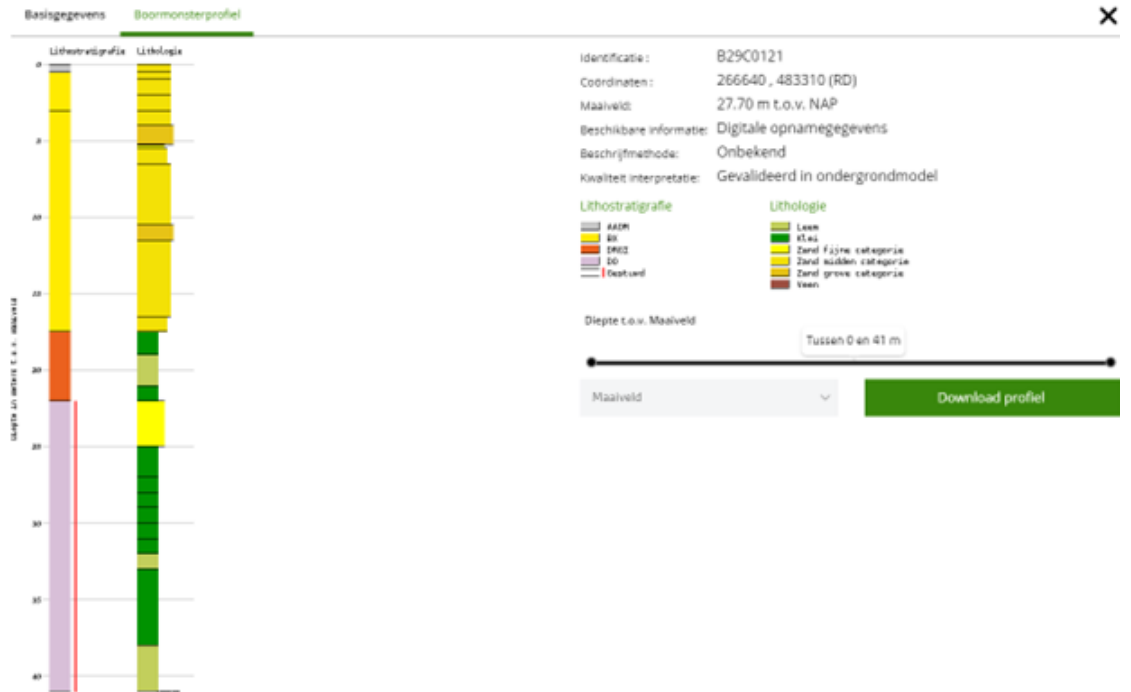 Basisgegevens Boormonsterprofiel
Lithostratigrafie Lithologie
Identificatie: B29C0121
Coördinaten: 266640, 483310 (RD)
Maaiveld: 27.70 m t.o.v. NAP
Beschikbare informatie: Digitale opnamegegevens
Beschrijfmethode: Onbekend
Kwaliteit interpretatie: Gevalideerd in ondergrondmodel
Lithostratigrafie
BX
DO
Gestuwd
Lithologie
Leem
Klei
Zand fijne categorie
Zand midden categorie
Zand grove categorie
Veen
Diepte t.o.v. Maaiveld
Tussen 0 en 41 m
Maaiveld
Download profiel
Diepte in meters t.o.v. maaiveld
0
5
10
15
20
25
30
35
40